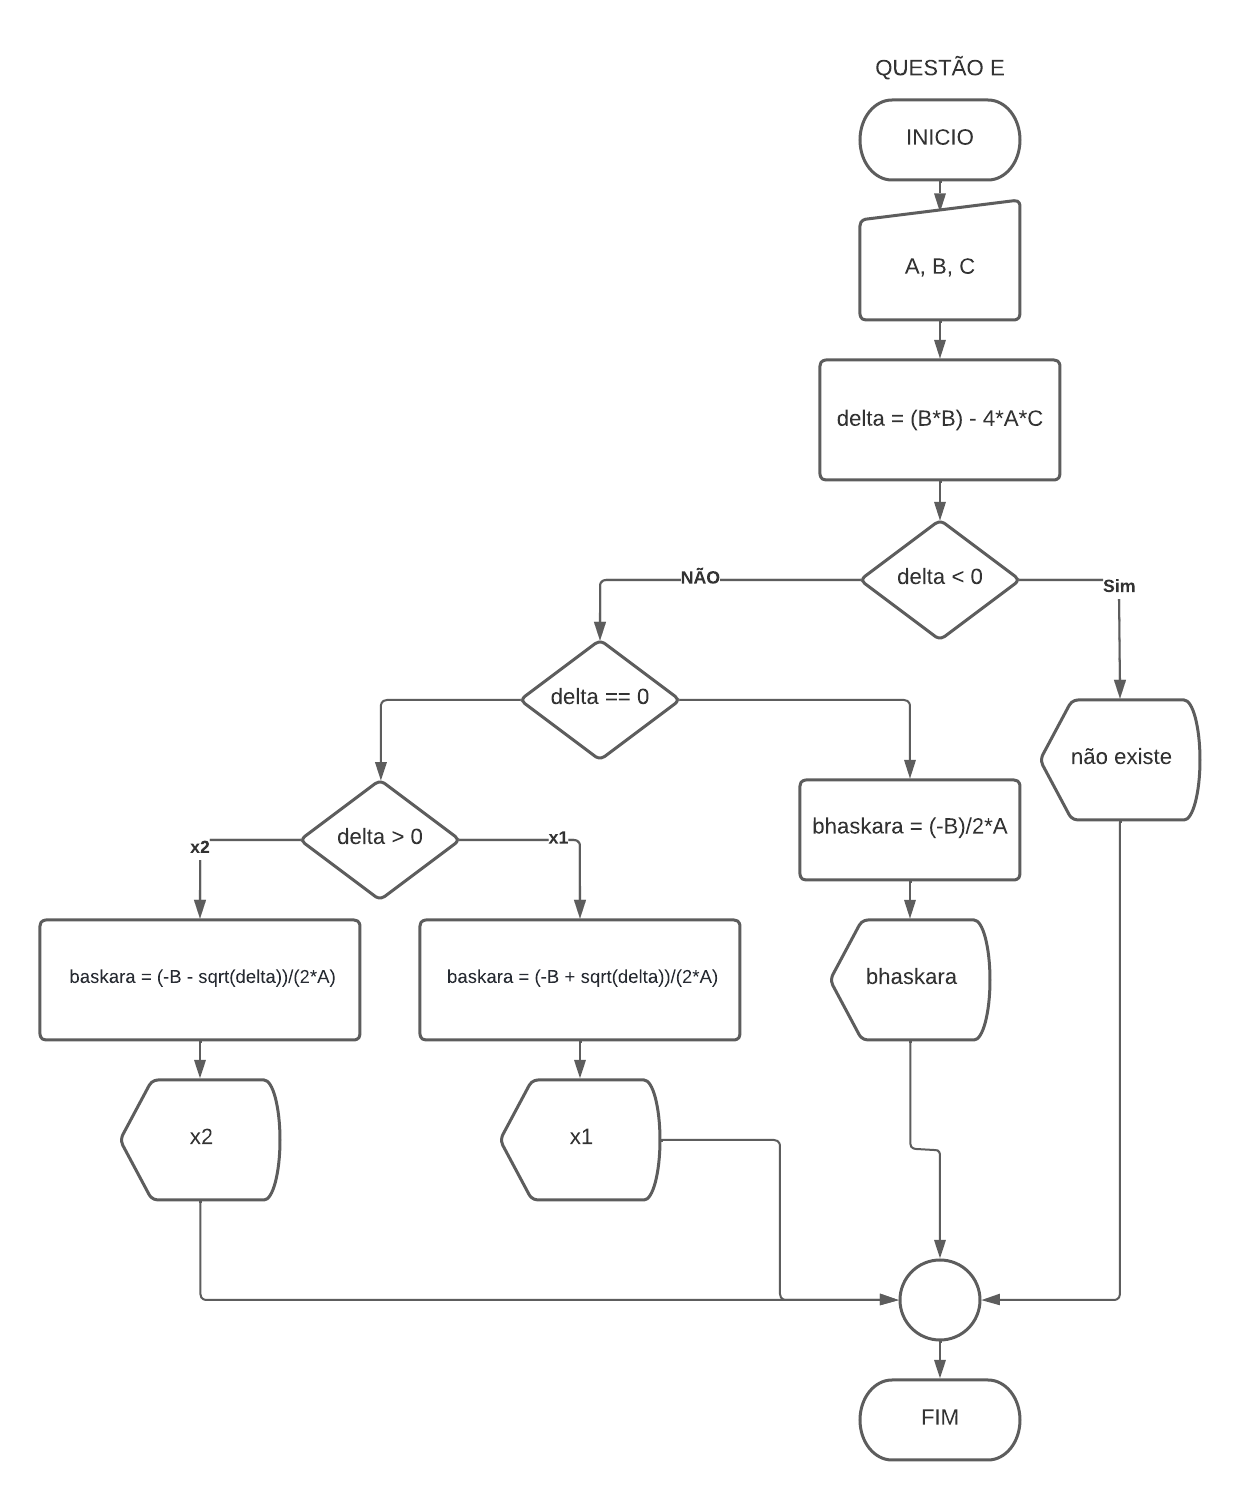 QUESTÃO E
INICIO
A, B, C
delta = (B*B) - 4*A*C
delta < 0
NÃO
Sim
delta == 0
não existe
delta > 0
x2
x1
bhaskara = (-B)/2*A
baskara = (-B - sqrt(delta))/(2*A)
baskara = (-B + sqrt(delta))/(2*A)
bhaskara
x2
x1
FIM